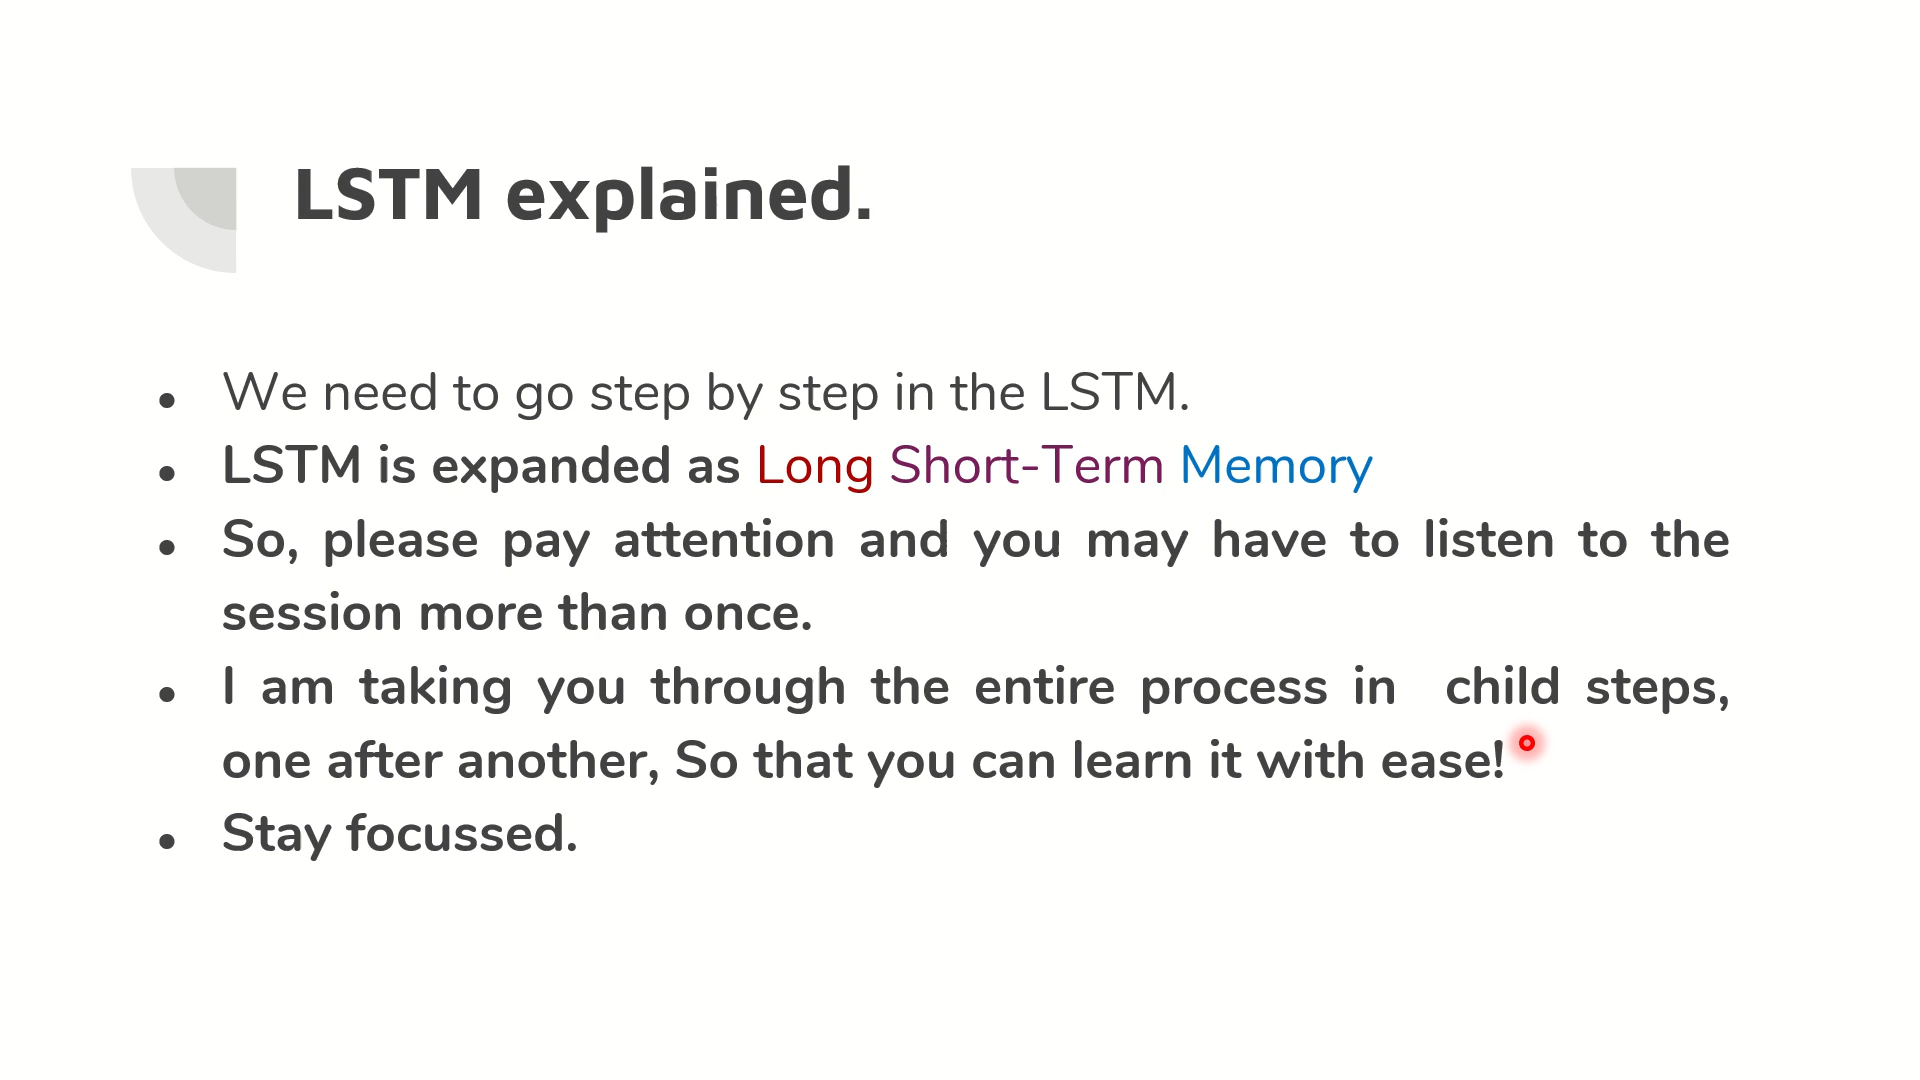 LSTM explained.
We need to go step by step in the LSTM.
LSTM is expanded as Long Short-Term Memory
So, please pay attention and you may have to listen to the
session more than once.
I am taking you through the entire process in child steps,
one after another, So that you can learn it with ease!
Stay focussed.